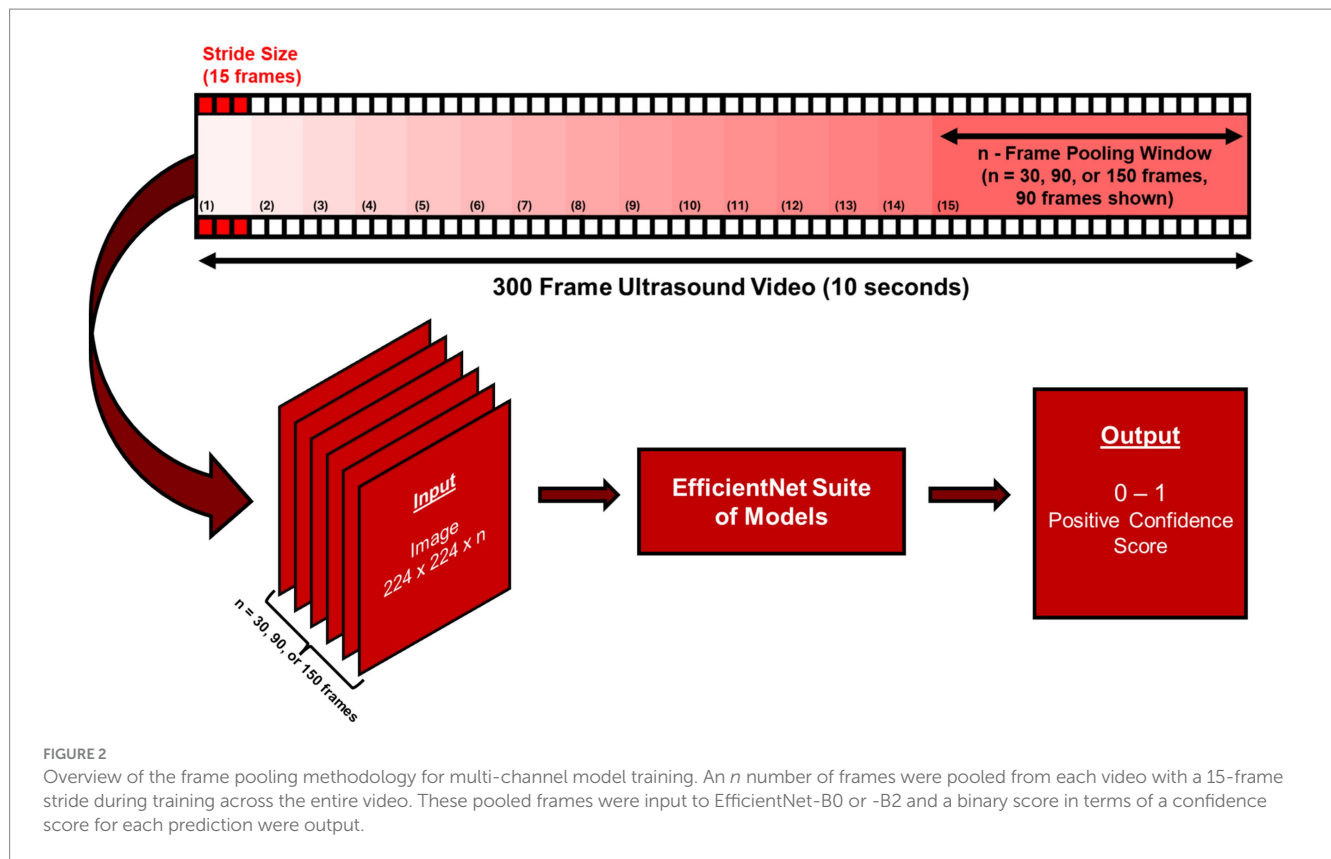 Stride Size
(15 frames)
n - Frame Pooling Window
(n = 30, 90, or 150 frames,
90 frames shown)
(1) (2) (3) (4) (5) (6) (7) (8) (9) (10) (11) (12) (13) (14) (15)
300 Frame Ultrasound Video (10 seconds)
Input
Image
224 x 224 x n
n = 30, 90, or 150 frames
EfficientNet Suite
of Models
Output
0 – 1
Positive Confidence
Score
FIGURE 2
Overview of the frame pooling methodology for multi-channel model training. An n number of frames were pooled from each video with a 15-frame
stride during training across the entire video. These pooled frames were input to EfficientNet-B0 or -B2 and a binary score in terms of a confidence
score for each prediction were output.